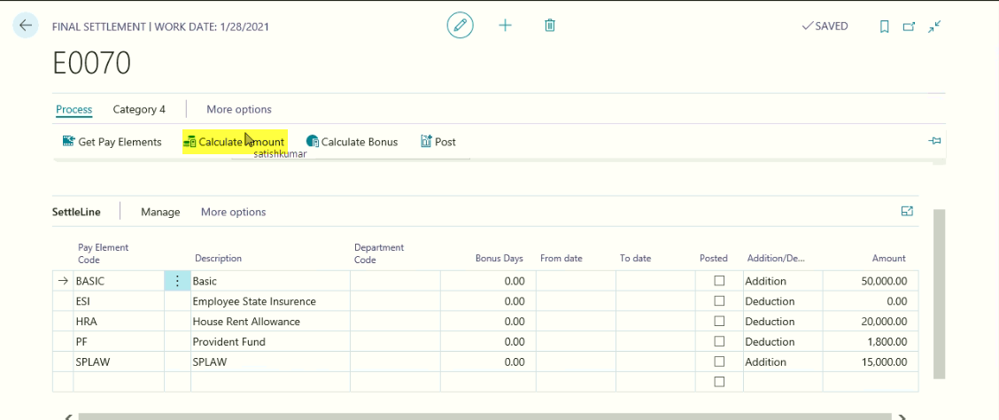 FINAL SETTLEMENT | WORK DATE: 1/28/2021
SAVED
E0070
Process Category 4 More options
Get Pay Elements Calculate Amount Calculate Bonus Post
satishkumar
SettleLine Manage More options
Pay Element Code Description Department Code Bonus Days From date To date Posted Addition/De... Amount
BASIC Basic 0.00 Addition 50,000.00
ESI Employee State Insurence 0.00 Deduction 0.00
HRA House Rent Allowance 0.00 Deduction 20,000.00
PF Provident Fund 0.00 Deduction 1,800.00
SPLAW SPLAW 0.00 Addition 15,000.00